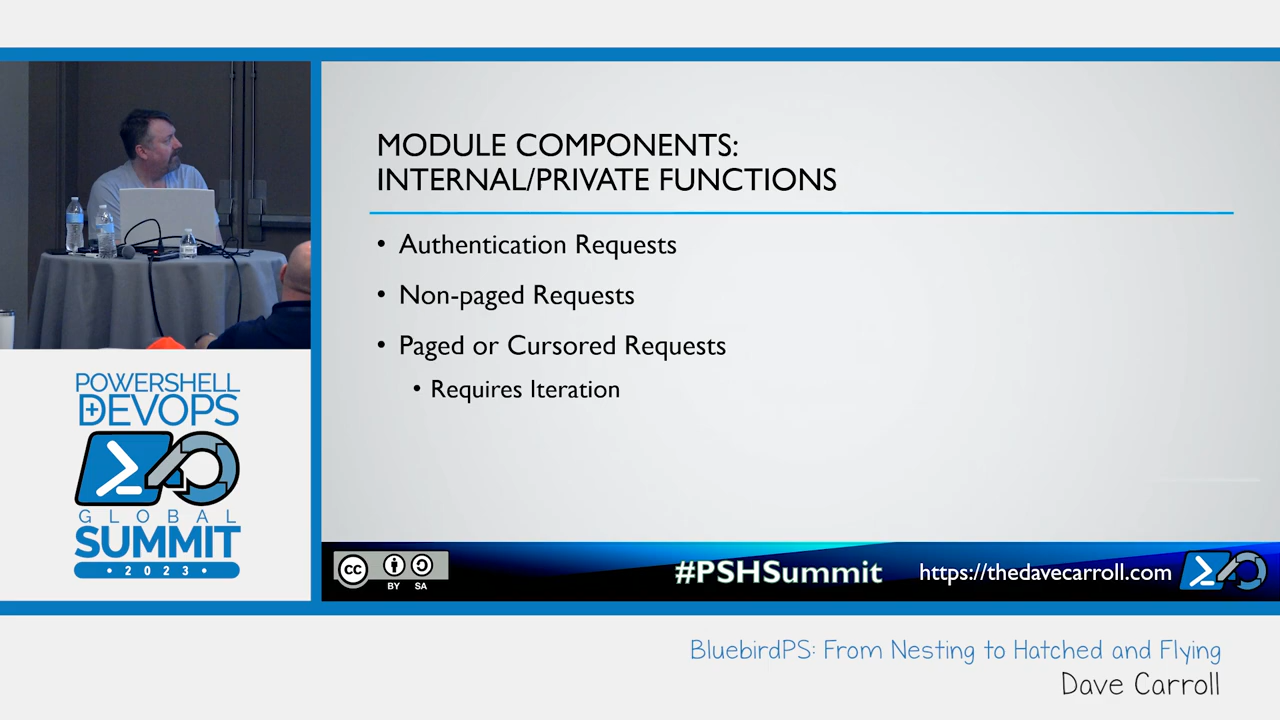 MODULE COMPONENTS:
INTERNAL/PRIVATE FUNCTIONS
• Authentication Requests
• Non-paged Requests
• Paged or Cursored Requests
• Requires Iteration
POWERSHELL
+DEVOPS
GLOBAL
SUMMIT
• 2023 •
cc
BY SA
#PSHSummit
https://thedavecarroll.com
BluebirdPS: From Nesting to Hatched and Flying
Dave Carroll